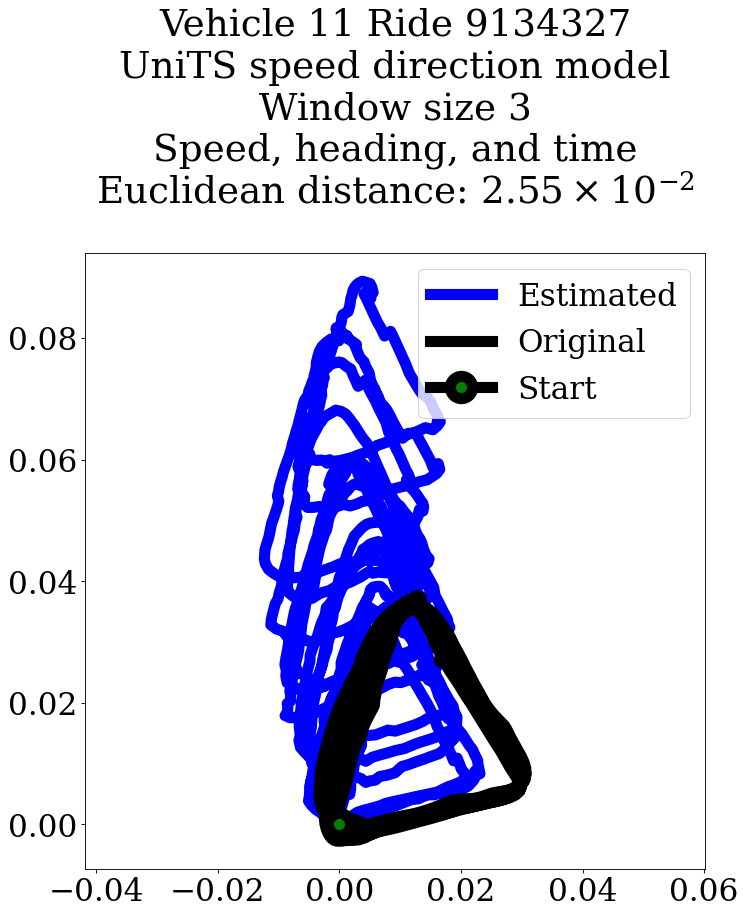 Vehicle 11 Ride 9134327
UniTS speed direction model
Window size 3
Speed, heading, and time
Euclidean distance: 2.55 × 10⁻²
Estimated
Original
Start
0.08
0.06
0.04
0.02
0.00
−0.04 −0.02 0.00 0.02 0.04 0.06